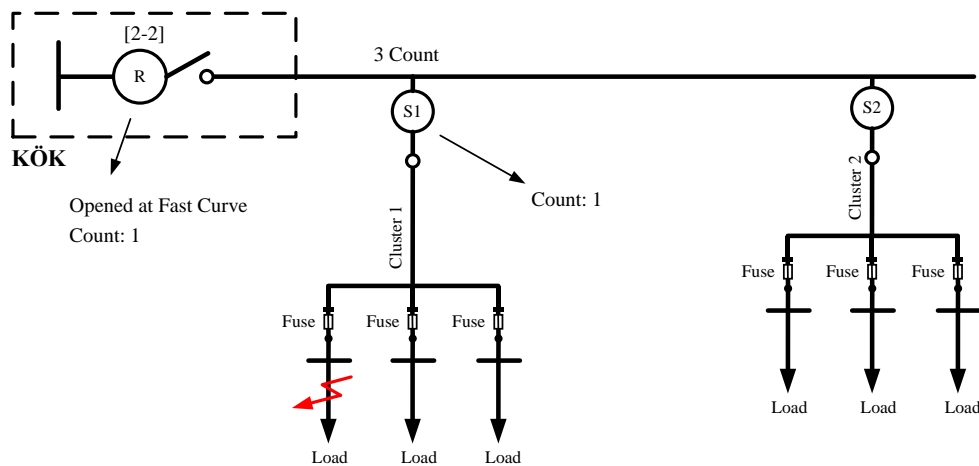 [2-2]
R
3 Count
S1
S2
KÖK
Opened at Fast Curve
Count: 1
Count: 1
Cluster 1
Cluster 2
Fuse
Fuse
Fuse
Fuse
Fuse
Fuse
Load
Load
Load
Load
Load
Load